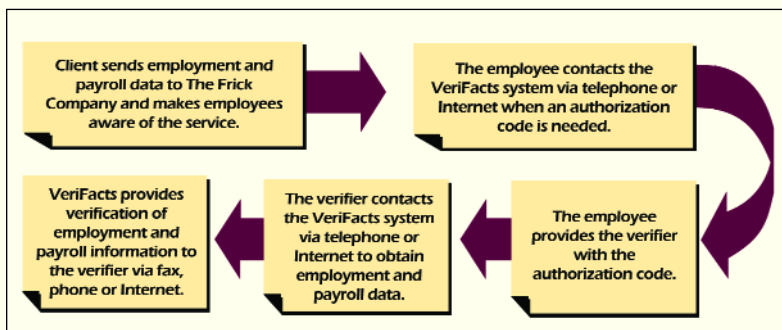 Client sends employment and
payroll data to The Frick
Company and makes employees
aware of the service.
The employee contacts the
VeriFacts system via telephone or
Internet when an authorization
code is needed.
The employee
provides the verifier
with the
authorization code.
The verifier contacts
the VeriFacts system
via telephone or
Internet to obtain
employment and
payroll data.
VeriFacts provides
verification of
employment and
payroll information to
the verifier via fax,
phone or Internet.